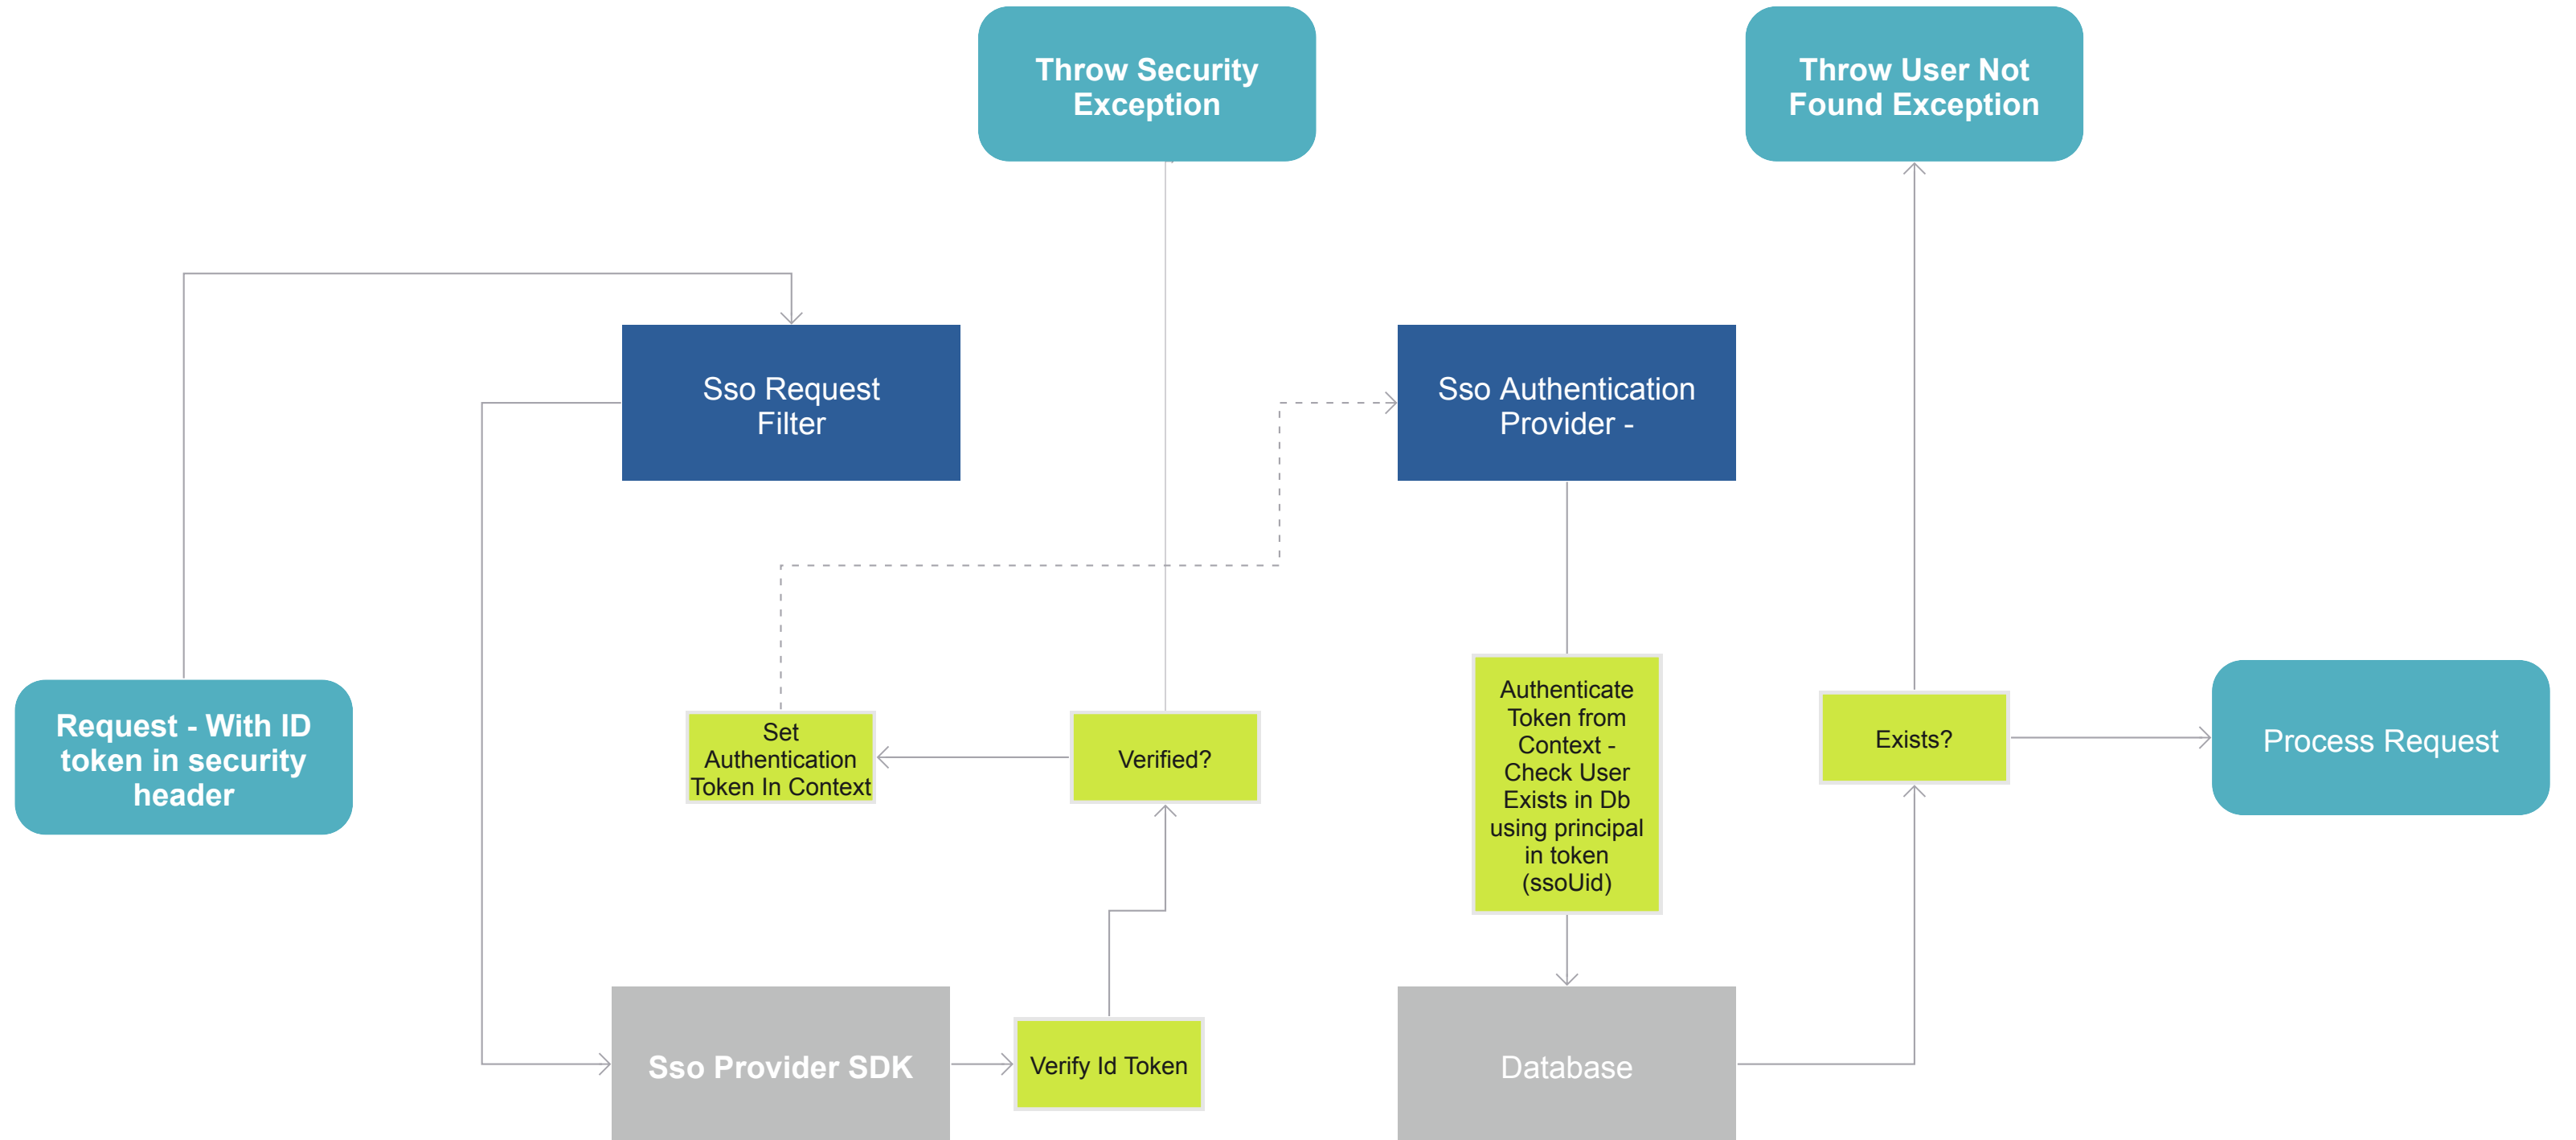 Throw Security
Exception
Throw User Not
Found Exception
Sso Request
Filter
Sso Authentication
Provider -
Request - With ID
token in security
header
Set
Authentication
Token In Context
Verified?
Authenticate
Token from
Context -
Check User
Exists in Db
using principal
in token
(ssoUid)
Exists?
Process Request
Sso Provider SDK
Verify Id Token
Database